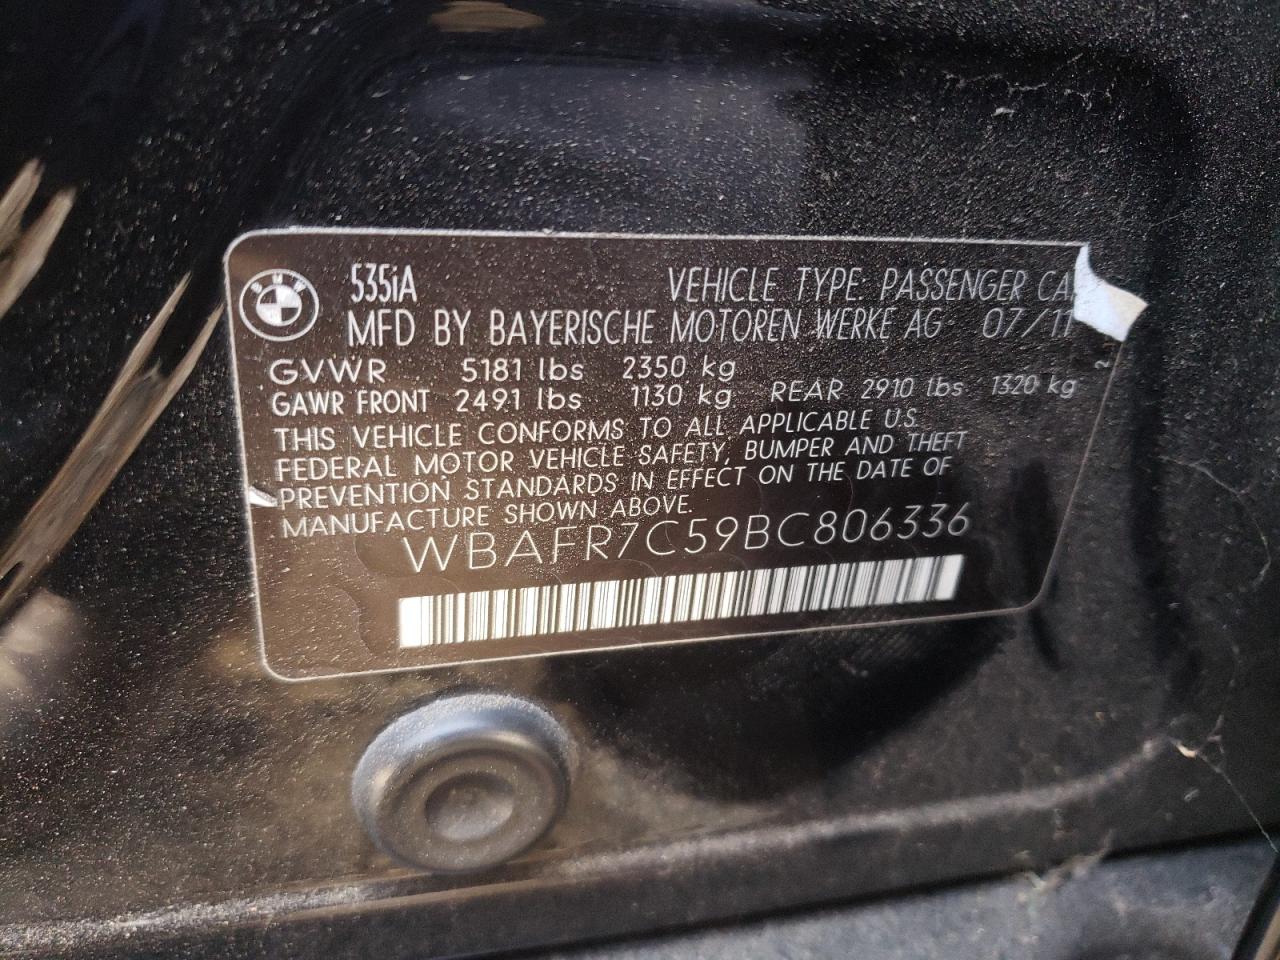 BMW
535iA VEHICLE TYPE: PASSENGER CA
MFD BY BAYERISCHE MOTOREN WERKE AG 07/11
GVWR 5181 lbs 2350 kg
GAWR FRONT 2491 lbs 1130 kg REAR 2910 lbs 1320 kg
THIS VEHICLE CONFORMS TO ALL APPLICABLE U.S.
FEDERAL MOTOR VEHICLE SAFETY, BUMPER AND THEFT
PREVENTION STANDARDS IN EFFECT ON THE DATE OF
MANUFACTURE SHOWN ABOVE.
WBAFR7C59BC806336